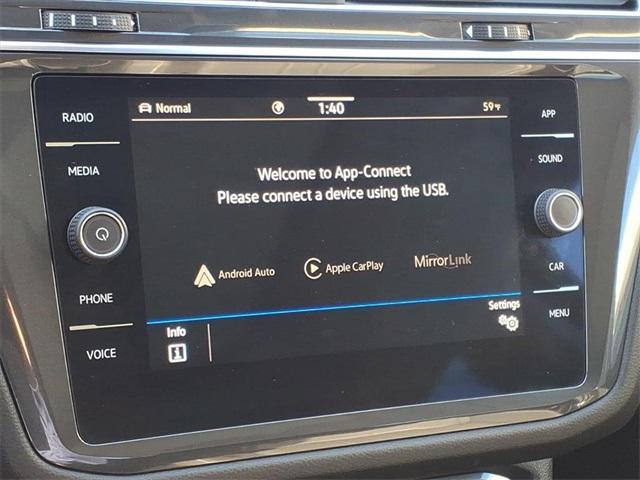 RADIO
MEDIA
PHONE
VOICE
Normal 1:40 59°F
Welcome to App-Connect
Please connect a device using the USB.
Android Auto Apple CarPlay MirrorLink
Info Settings
APP
SOUND
CAR
MENU